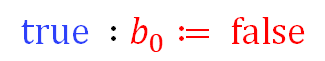 true : b₀ := false